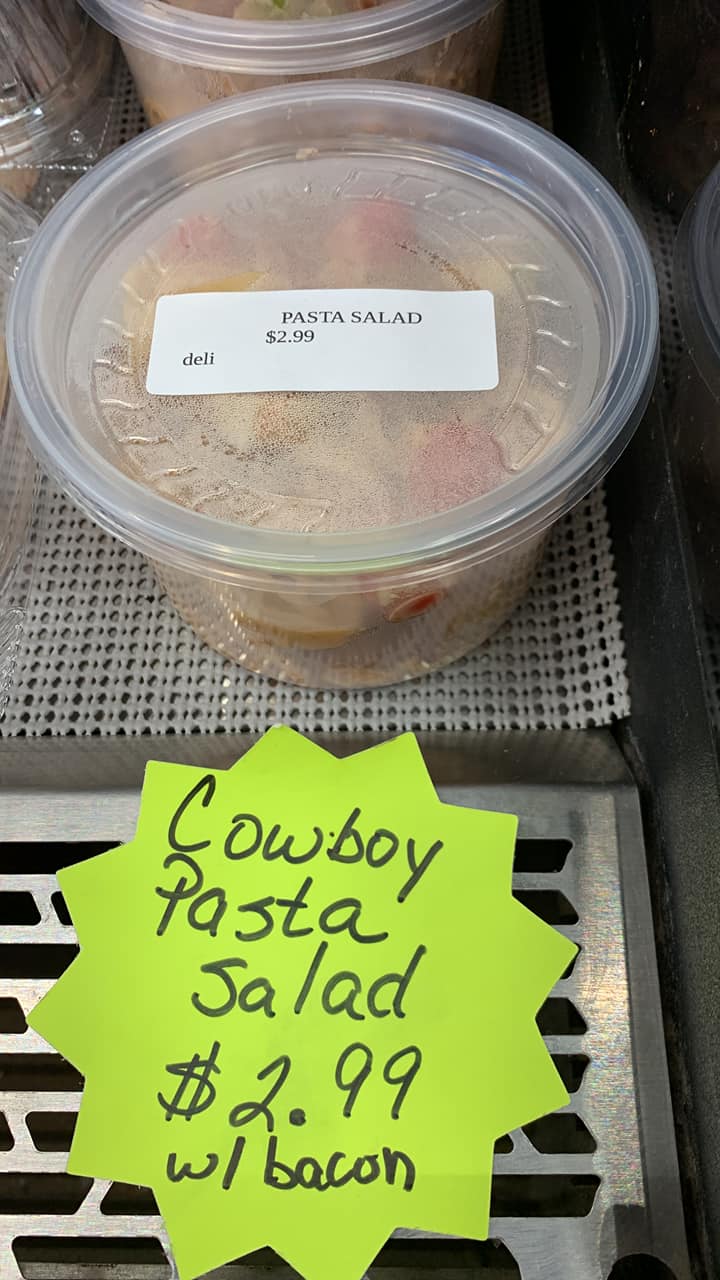 PASTA SALAD
$2.99
deli
Cowboy
Pasta
Salad
$2.99
w/ bacon